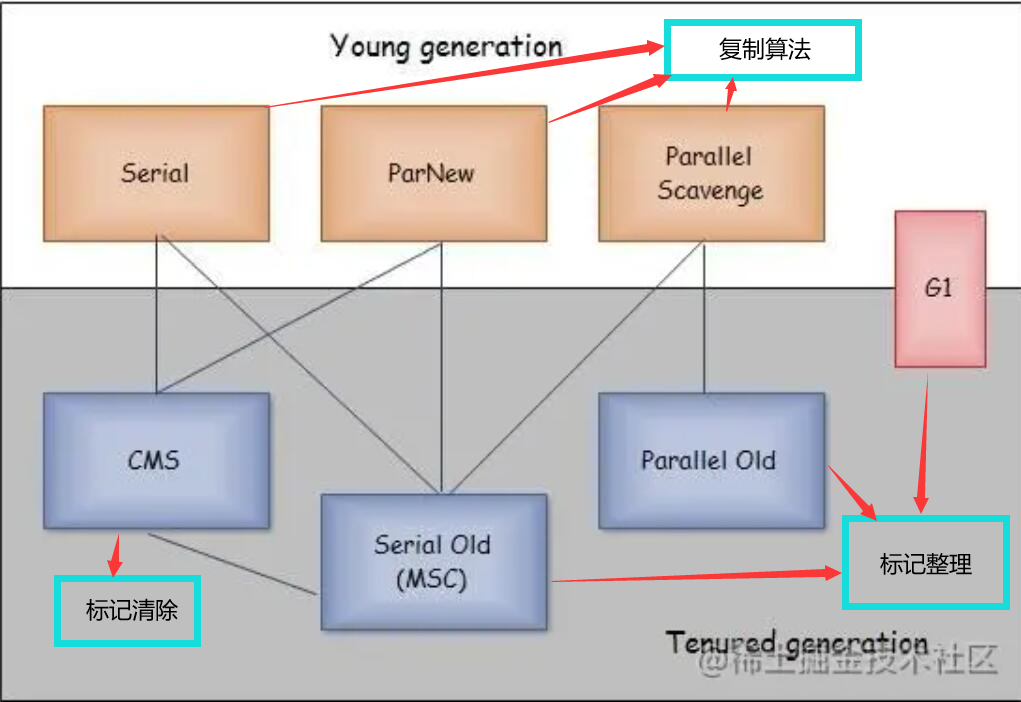 Young generation
复制算法
Serial
ParNew
Parallel
Scavenge
G1
CMS
Parallel Old
Serial Old
(MSC)
标记整理
标记清除
Tenured generation
@稀土掘金技术社区